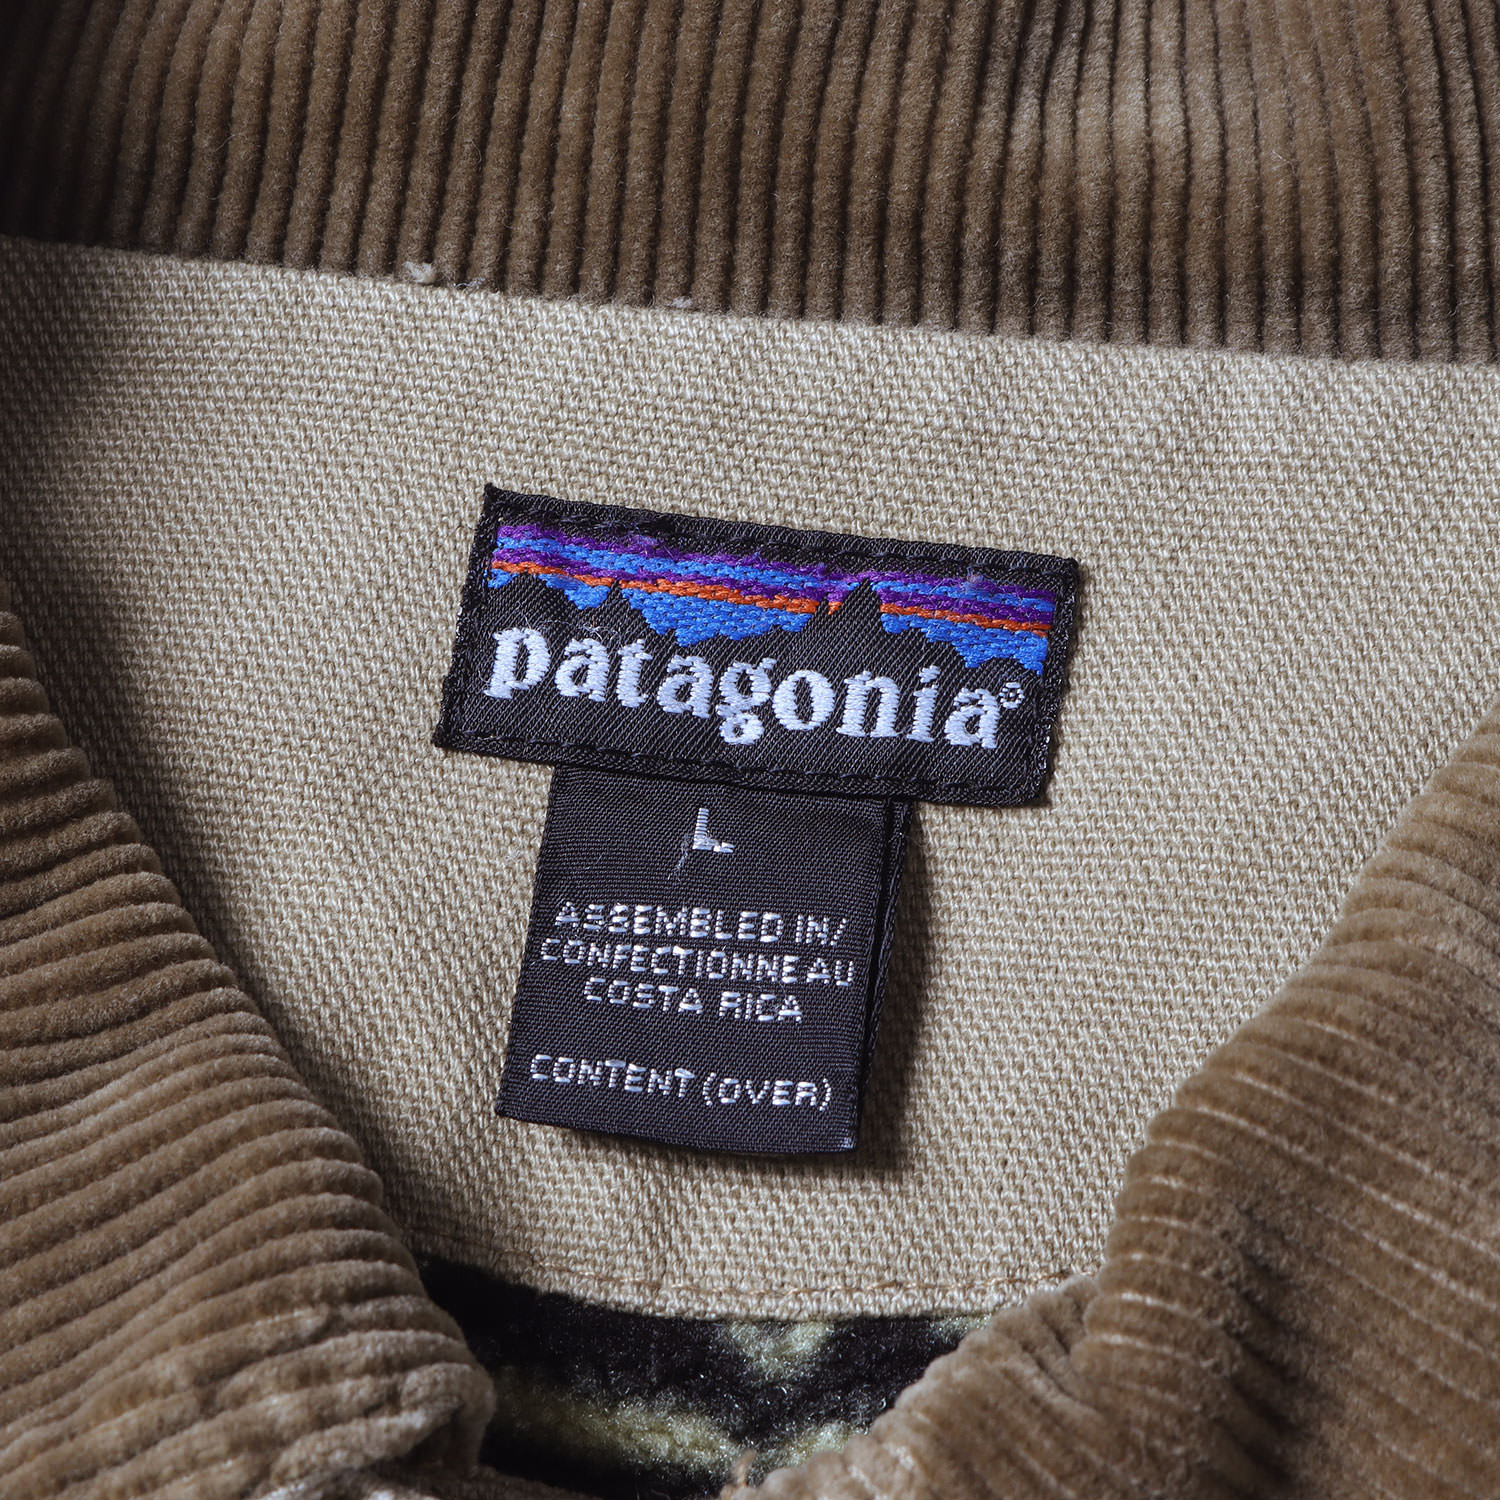 patagonia®
L
ASSEMBLED IN/
CONFECTIONNE AU
COSTA RICA
CONTENT (OVER)